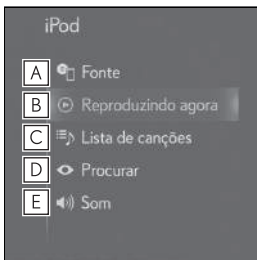 iPod
A Fonte
B Reproduzindo agora
C Lista de canções
D Procurar
E Som